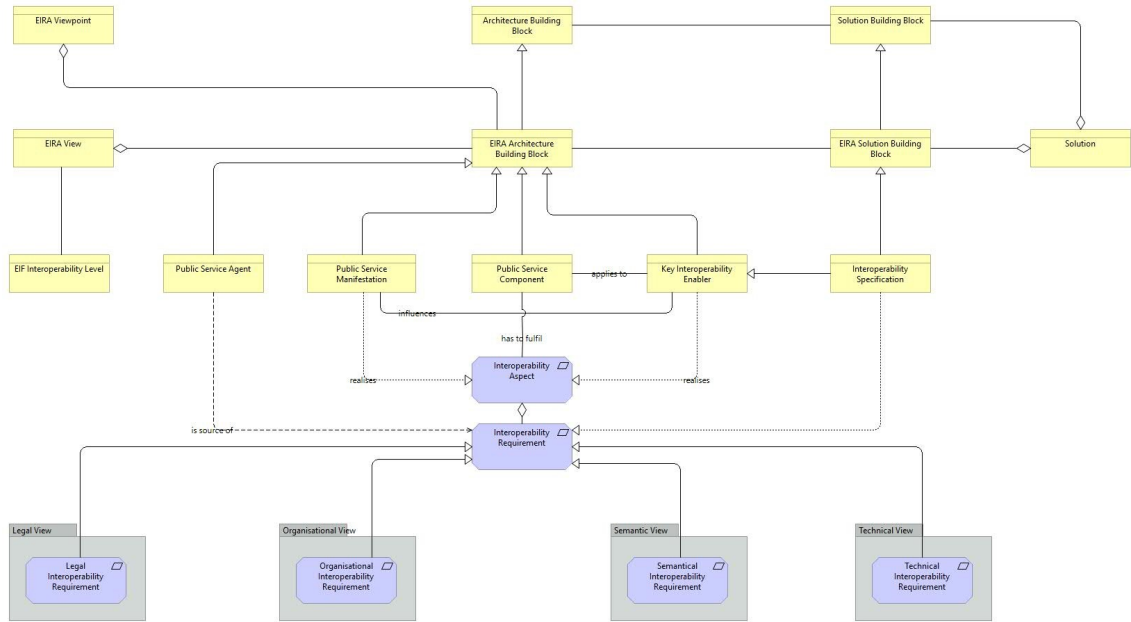 EIRA Viewpoint
Architecture Building
Block
Solution Building Block
EIRA View
EIRA Architecture
Building Block
EIRA Solution Building
Block
Solution
EIF Interoperability Level
Public Service Agent
Public Service
Manifestation
Public Service
Component
applies to
Key Interoperability
Enabler
Interoperability
Specification
influences
has to fulfil
Interoperability
Aspect
realises
realises
is source of
Interoperability
Requirement
Legal View
Legal
Interoperability
Requirement
Organisational View
Organisational
Interoperability
Requirement
Semantic View
Semantical
Interoperability
Requirement
Technical View
Technical
Interoperability
Requirement